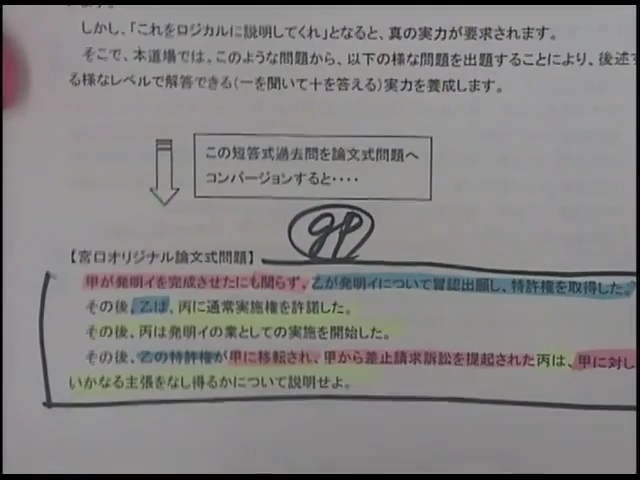 しかし、「これをロジカルに説明してくれ」となると、真の実力が要求されます。
そこで、本道場では、このような問題から、以下の様な問題を出題することにより、後述す
る様なレベルで解答できる(一を聞いて十を答える)実力を養成します。
この短答式過去問を論文式問題へ
コンバージョンすると・・・・
【宮口オリジナル論文式問題】
甲が発明イを完成させたにも関らず、乙が発明イについて冒認出願し、特許権を取得した。
その後、乙は、丙に通常実施権を許諾した。
その後、丙は発明イの業としての実施を開始した。
その後、乙の特許権が甲に移転され、甲から差止請求訴訟を提起された丙は、甲に対し
いかなる主張をなし得るかについて説明せよ。